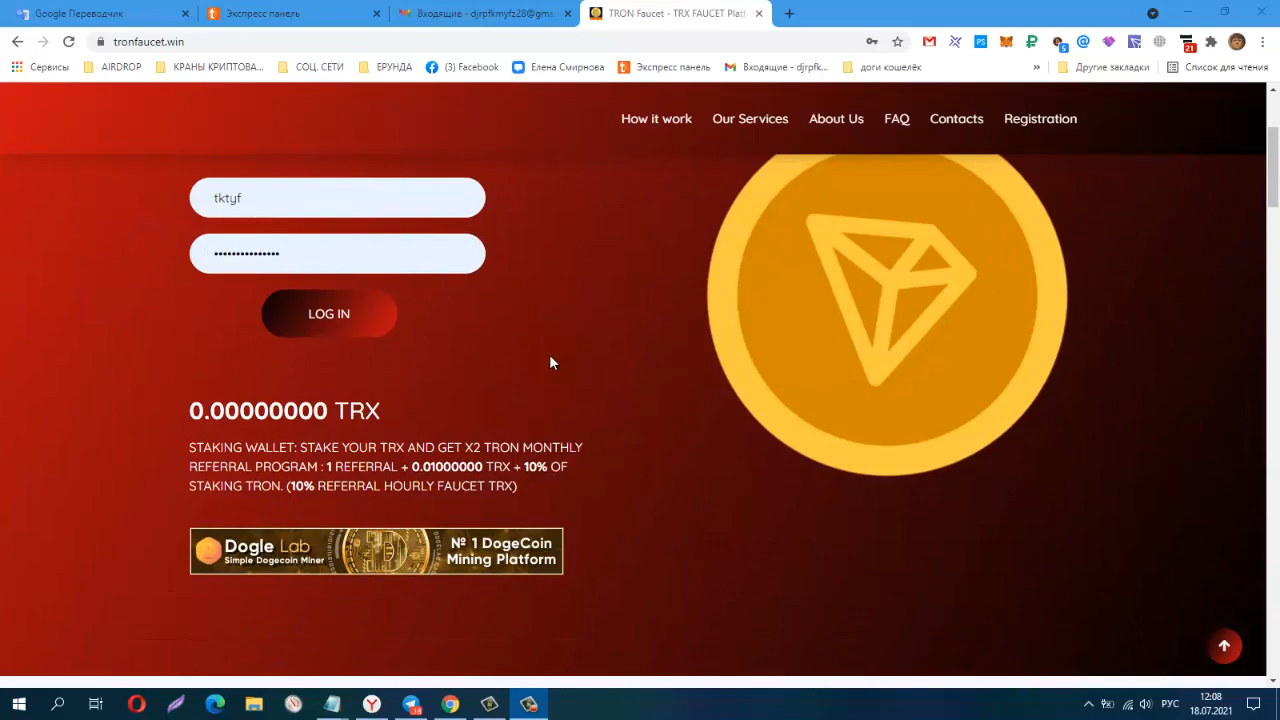 Google Переводчик
Экспресс панель
Входящие - djrpfkmyfz28@gma
TRON Faucet - TRX FAUCET Platf
tronfaucet.win
5
21
Сервисы
AIRDROP
КРАНЫ КРИПТОВА...
СОЦ. СЕТИ
ЕРУНДА
(3) Facebook
Елена Смирнова
Экспресс панель
Входящие - djrpfk...
доги кошелёк
»
Другие закладки
Список для чтения
How it work
Our Services
About Us
FAQ
Contacts
Registration
tktyf
•••••••••••••••
LOG IN
0.00000000 TRX
STAKING WALLET: STAKE YOUR TRX AND GET X2 TRON MONTHLY
REFERRAL PROGRAM : 1 REFERRAL + 0.01000000 TRX + 10% OF
STAKING TRON. (10% REFERRAL HOURLY FAUCET TRX)
Dogle Lab
Simple Dogecoin Miner
№ 1 DogeCoin
Mining Platform
РУС
12:08
18.07.2021